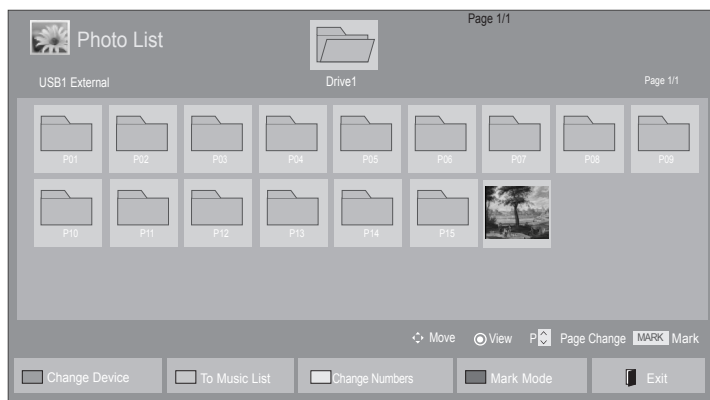 Page 1/1
Photo List
USB1 External
Drive1
Page 1/1
P01 P02 P03 P04 P05 P06 P07 P08 P09
P10 P11 P12 P13 P14 P15
Move View P Page Change MARK Mark
Change Device To Music List Change Numbers Mark Mode Exit